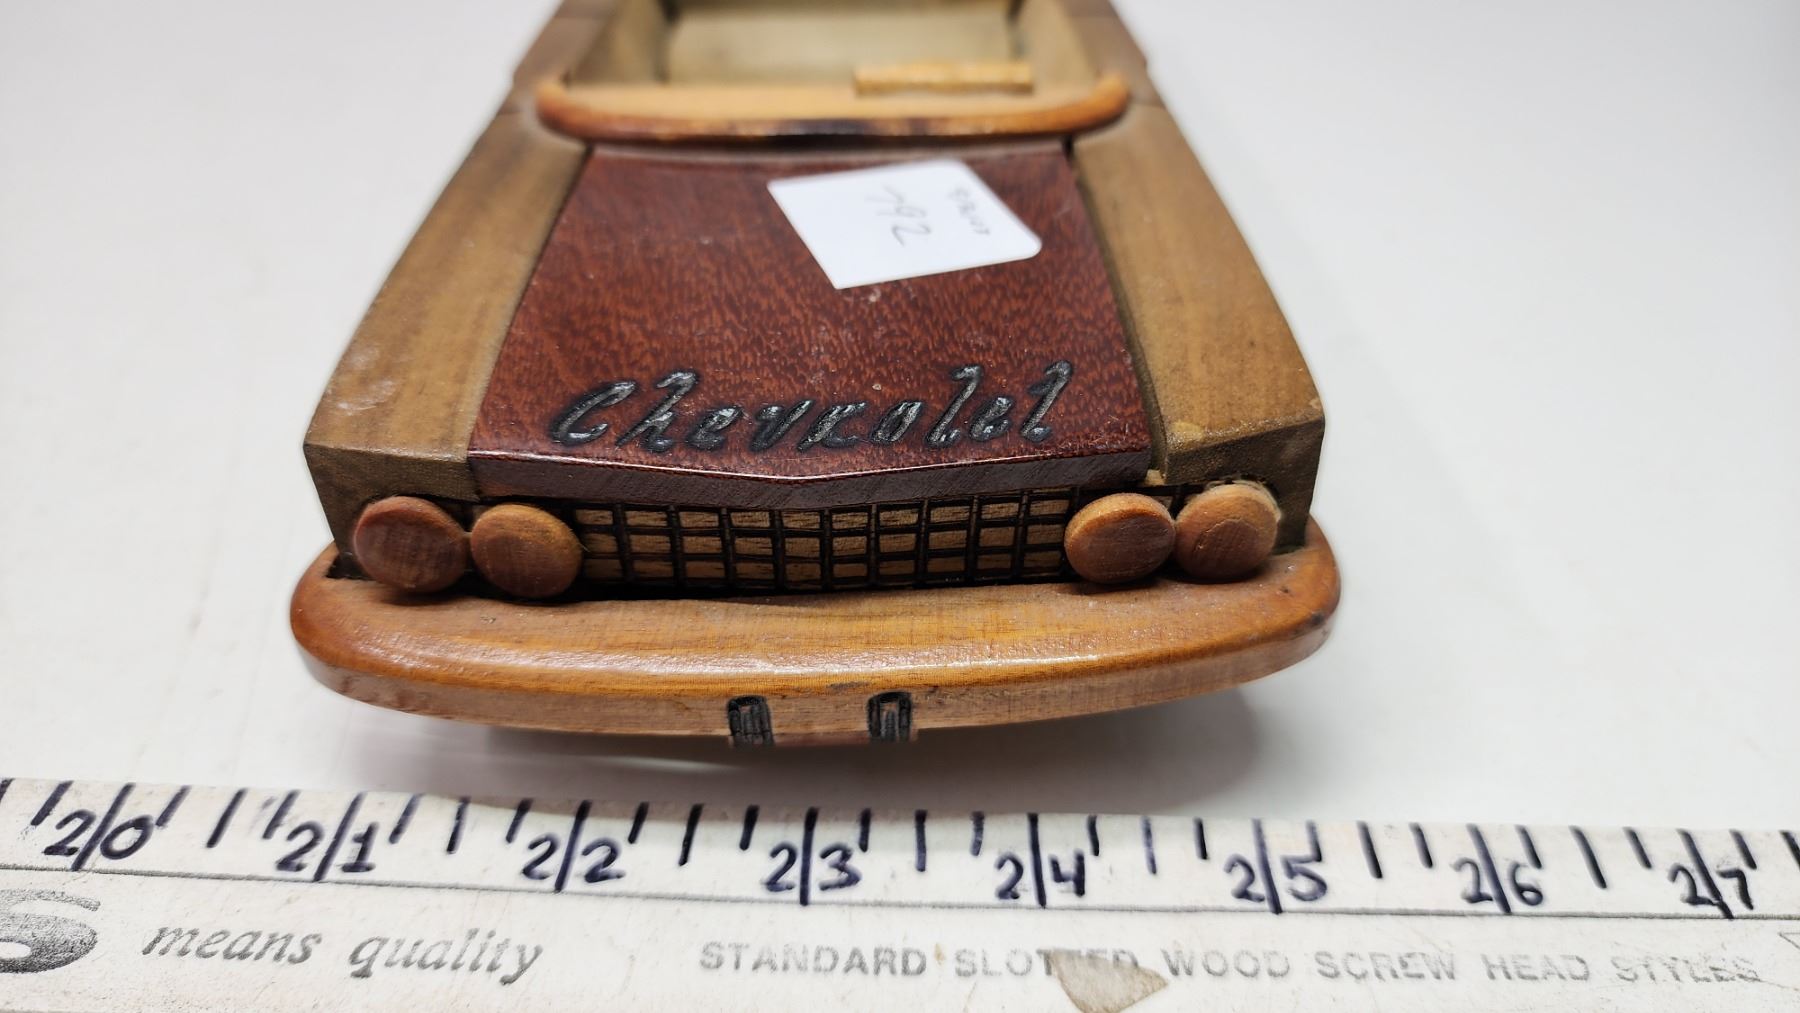 792
Chevrolet
20 21 22 23 24 25 26 27
means quality STANDARD SLOTTED WOOD SCREW HEAD STYLES